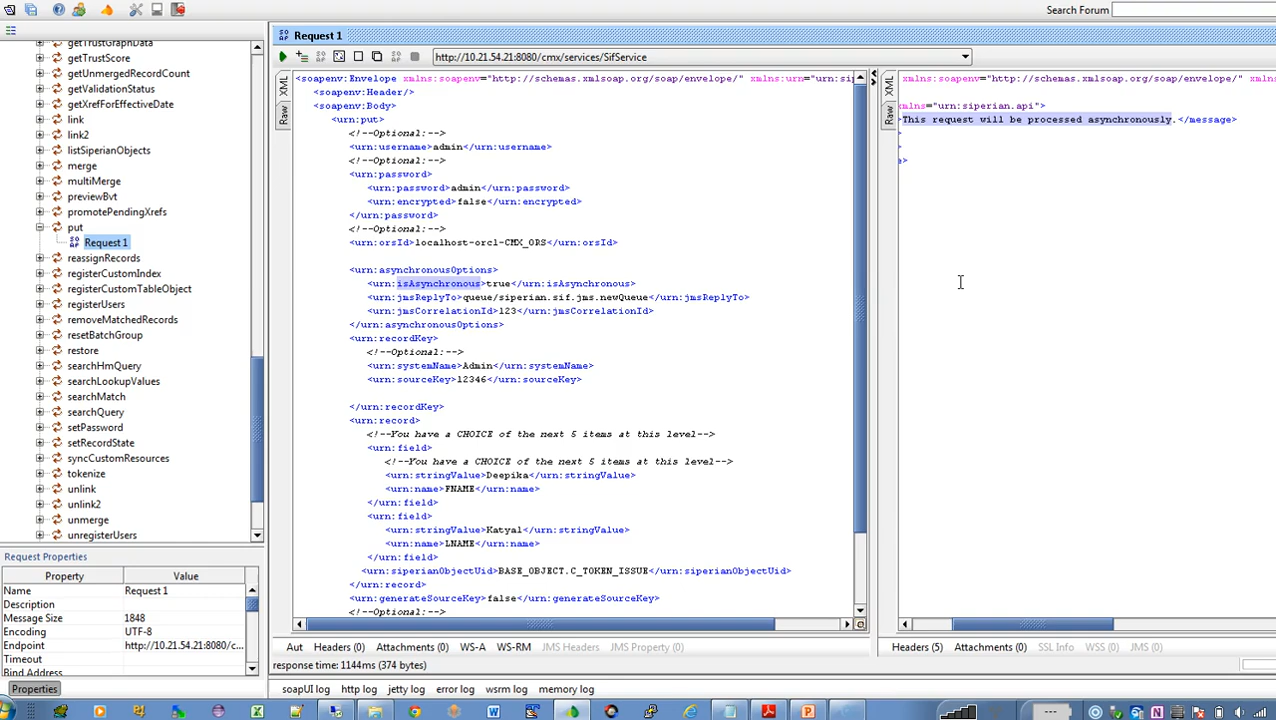 Search Forum
getTrustGraphData
getTrustScore
getUnmergedRecordCount
getValidationStatus
getXrefForEffectiveDate
link
link2
listSiperianObjects
merge
multiMerge
previewBvt
promotePendingXrefs
put
Request 1
reassignRecords
registerCustomIndex
registerCustomTableObject
registerUsers
removeMatchedRecords
resetBatchGroup
restore
searchHmQuery
searchLookupValues
searchMatch
searchQuery
setPassword
setRecordState
syncCustomResources
tokenize
unlink
unlink2
unmerge
unregisterUsers
Request Properties
Property Value
Name Request 1
Description
Message Size 1848
Encoding UTF-8
Endpoint http://10.21.54.21:8080/c...
Timeout
Bind Address
Properties
Request 1
http://10.21.54.21:8080/cmx/services/SifService
XML
Raw
<soapenv:Envelope xmlns:soapenv="http://schemas.xmlsoap.org/soap/envelope/" xmlns:urn="urn:sip
<soapenv:Header/>
<soapenv:Body>
<urn:put>
<!--Optional:-->
<urn:username>admin</urn:username>
<!--Optional:-->
<urn:password>
<urn:password>admin</urn:password>
<urn:encrypted>false</urn:encrypted>
</urn:password>
<!--Optional:-->
<urn:orsId>localhost-orcl-CMX_ORS</urn:orsId>
<urn:asynchronousOptions>
<urn:isAsynchronous>true</urn:isAsynchronous>
<urn:jmsReplyTo>queue/siperian.sif.jms.newQueue</urn:jmsReplyTo>
<urn:jmsCorrelationId>123</urn:jmsCorrelationId>
</urn:asynchronousOptions>
<urn:recordKey>
<!--Optional:-->
<urn:systemName>Admin</urn:systemName>
<urn:sourceKey>12346</urn:sourceKey>
</urn:recordKey>
<urn:record>
<!--You have a CHOICE of the next 5 items at this level-->
<urn:field>
<!--You have a CHOICE of the next 5 items at this level-->
<urn:stringValue>Deepika</urn:stringValue>
<urn:name>FNAME</urn:name>
</urn:field>
<urn:field>
<urn:stringValue>Katyal</urn:stringValue>
<urn:name>LNAME</urn:name>
</urn:field>
<urn:siperianObjectUid>BASE_OBJECT.C_TOKEN_ISSUE</urn:siperianObjectUid>
</urn:record>
<urn:generateSourceKey>false</urn:generateSourceKey>
<!--Optional:-->
XML
Raw
xmlns:soapenv="http://schemas.xmlsoap.org/soap/envelope/"
xmlns="urn:siperian.api">
>This request will be processed asynchronously.</message>
>
e>
Aut Headers (0) Attachments (0) WS-A WS-RM JMS Headers JMS Property (0)
Headers (5) Attachments (0) SSL Info WSS (0) JMS (0)
response time: 1144ms (374 bytes)
soapUI log http log jetty log error log wsrm log memory log